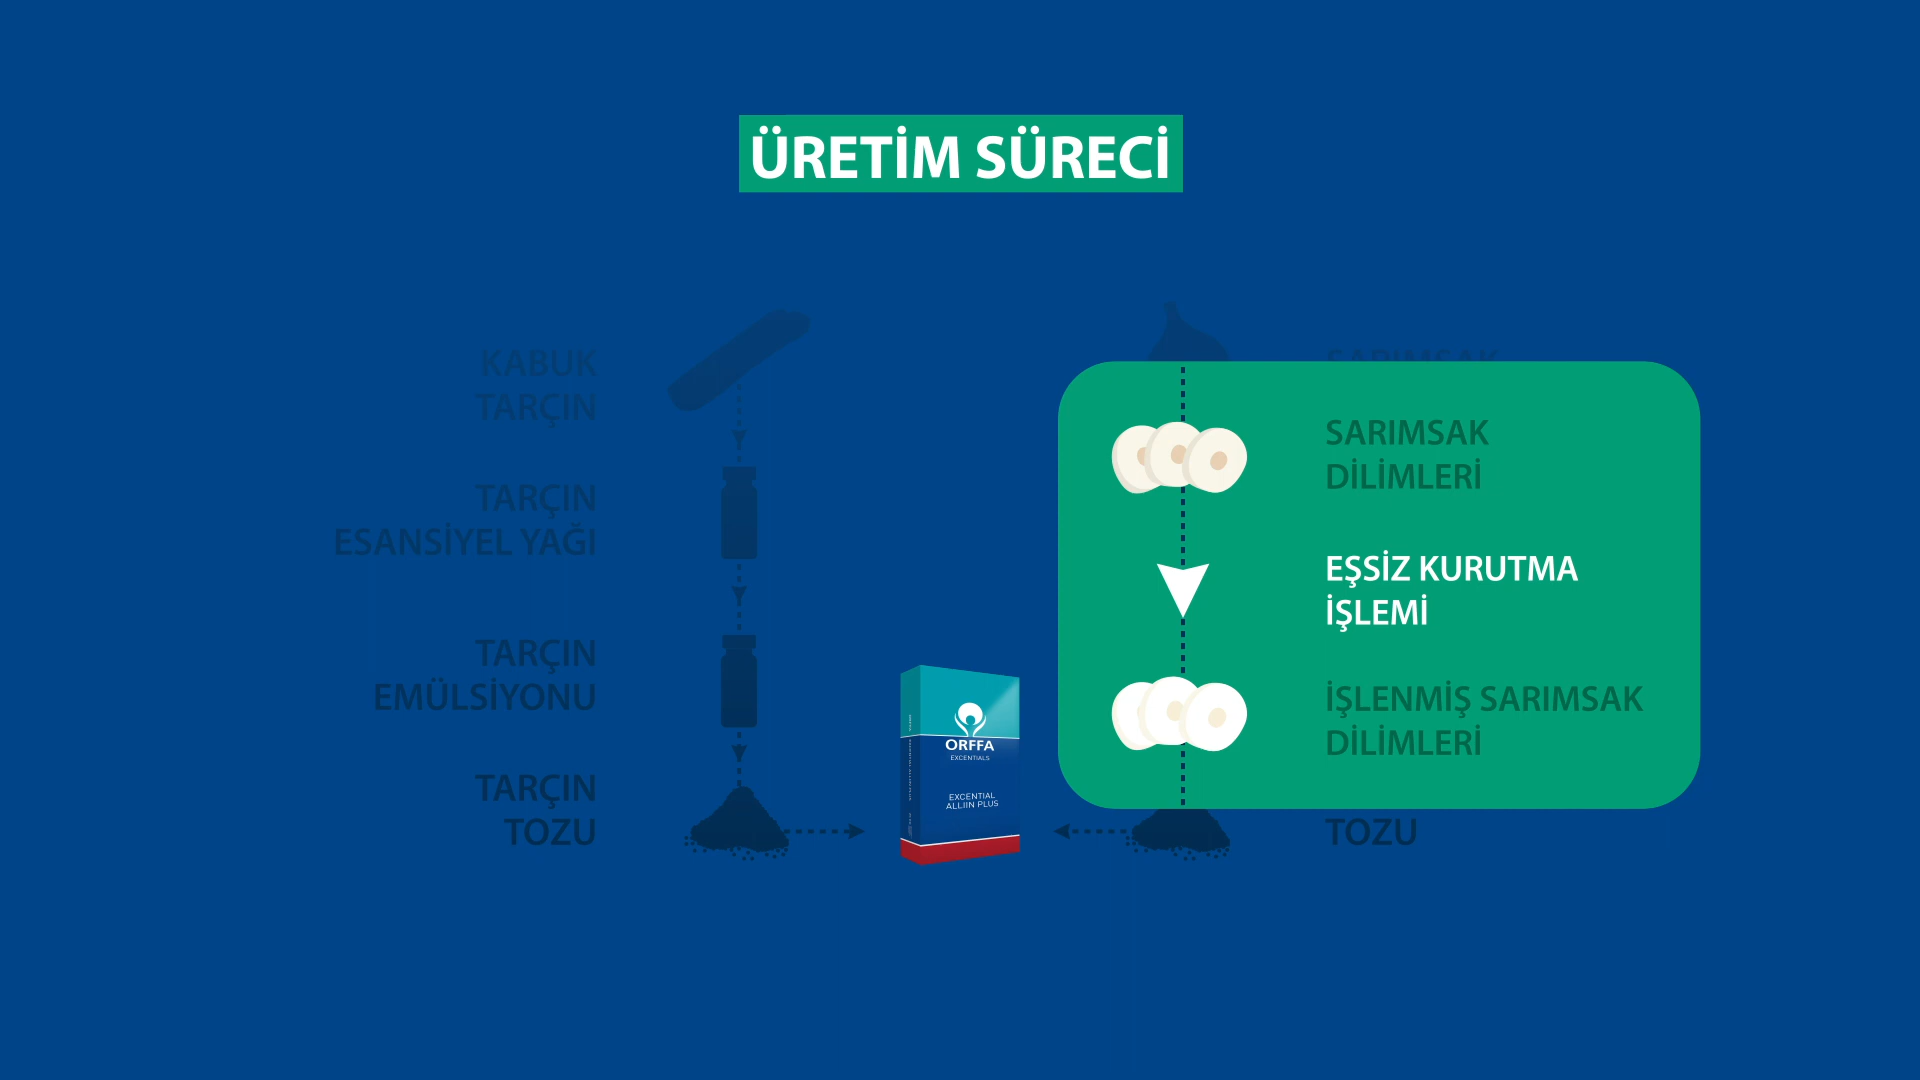 ÜRETİM SÜRECİ
KABUK
TARÇIN
TARÇIN
ESANSİYEL YAĞI
TARÇIN
EMÜLSİYONU
TARÇIN
TOZU
ORFFA
EXCENTIALS
EXCENTIAL
ALLIIN PLUS
SARIMSAK
SARIMSAK
DİLİMLERİ
EŞSİZ KURUTMA
İŞLEMİ
İŞLENMİŞ SARIMSAK
DİLİMLERİ
TOZU